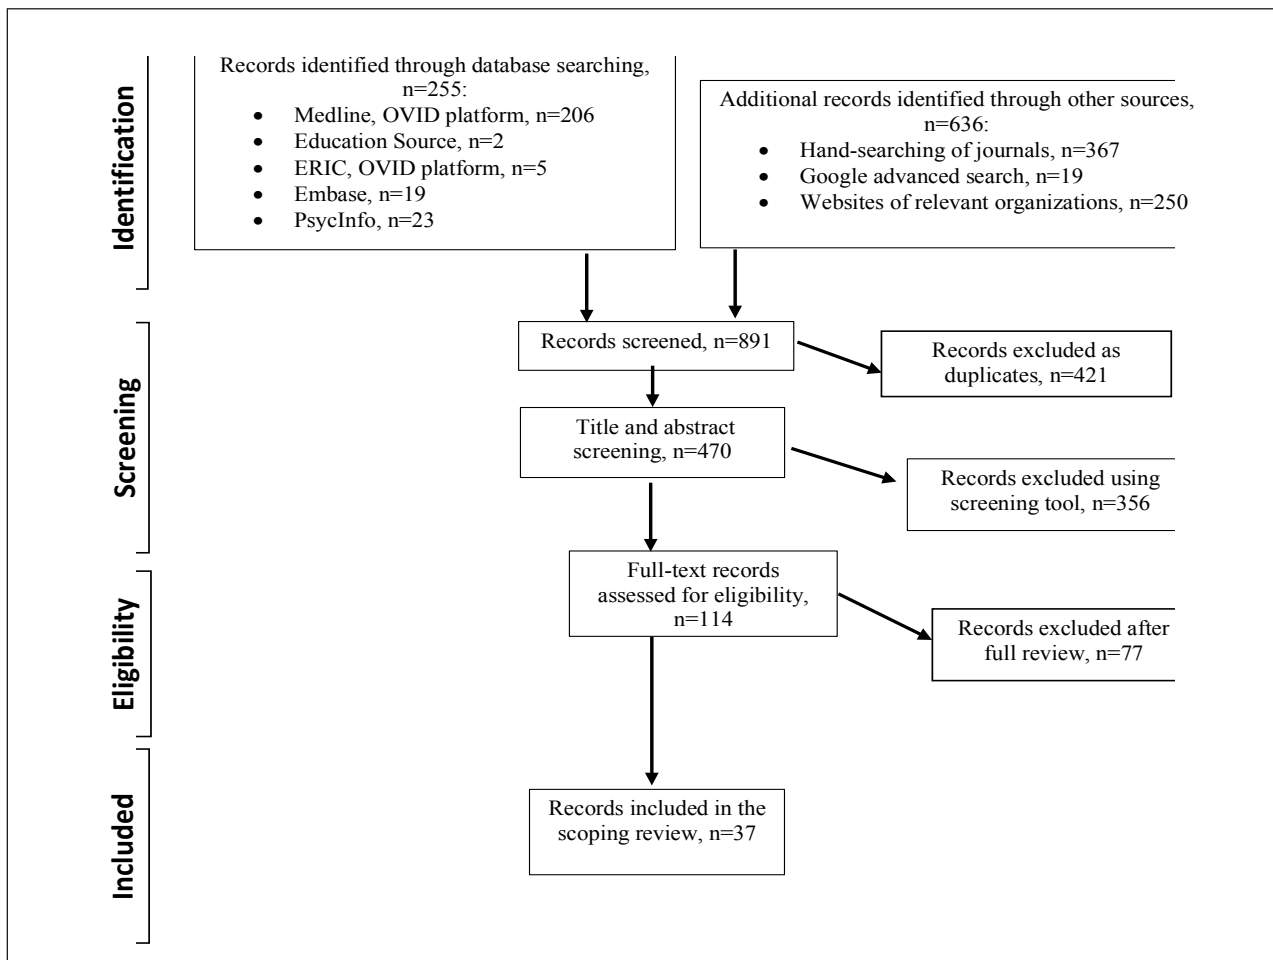 Identification
Records identified through database searching,
n=255:
• Medline, OVID platform, n=206
• Education Source, n=2
• ERIC, OVID platform, n=5
• Embase, n=19
• PsycInfo, n=23
Additional records identified through other sources,
n=636:
• Hand-searching of journals, n=367
• Google advanced search, n=19
• Websites of relevant organizations, n=250
Screening
Records screened, n=891
Records excluded as
duplicates, n=421
Title and abstract
screening, n=470
Records excluded using
screening tool, n=356
Eligibility
Full-text records
assessed for eligibility,
n=114
Records excluded after
full review, n=77
Included
Records included in the
scoping review, n=37